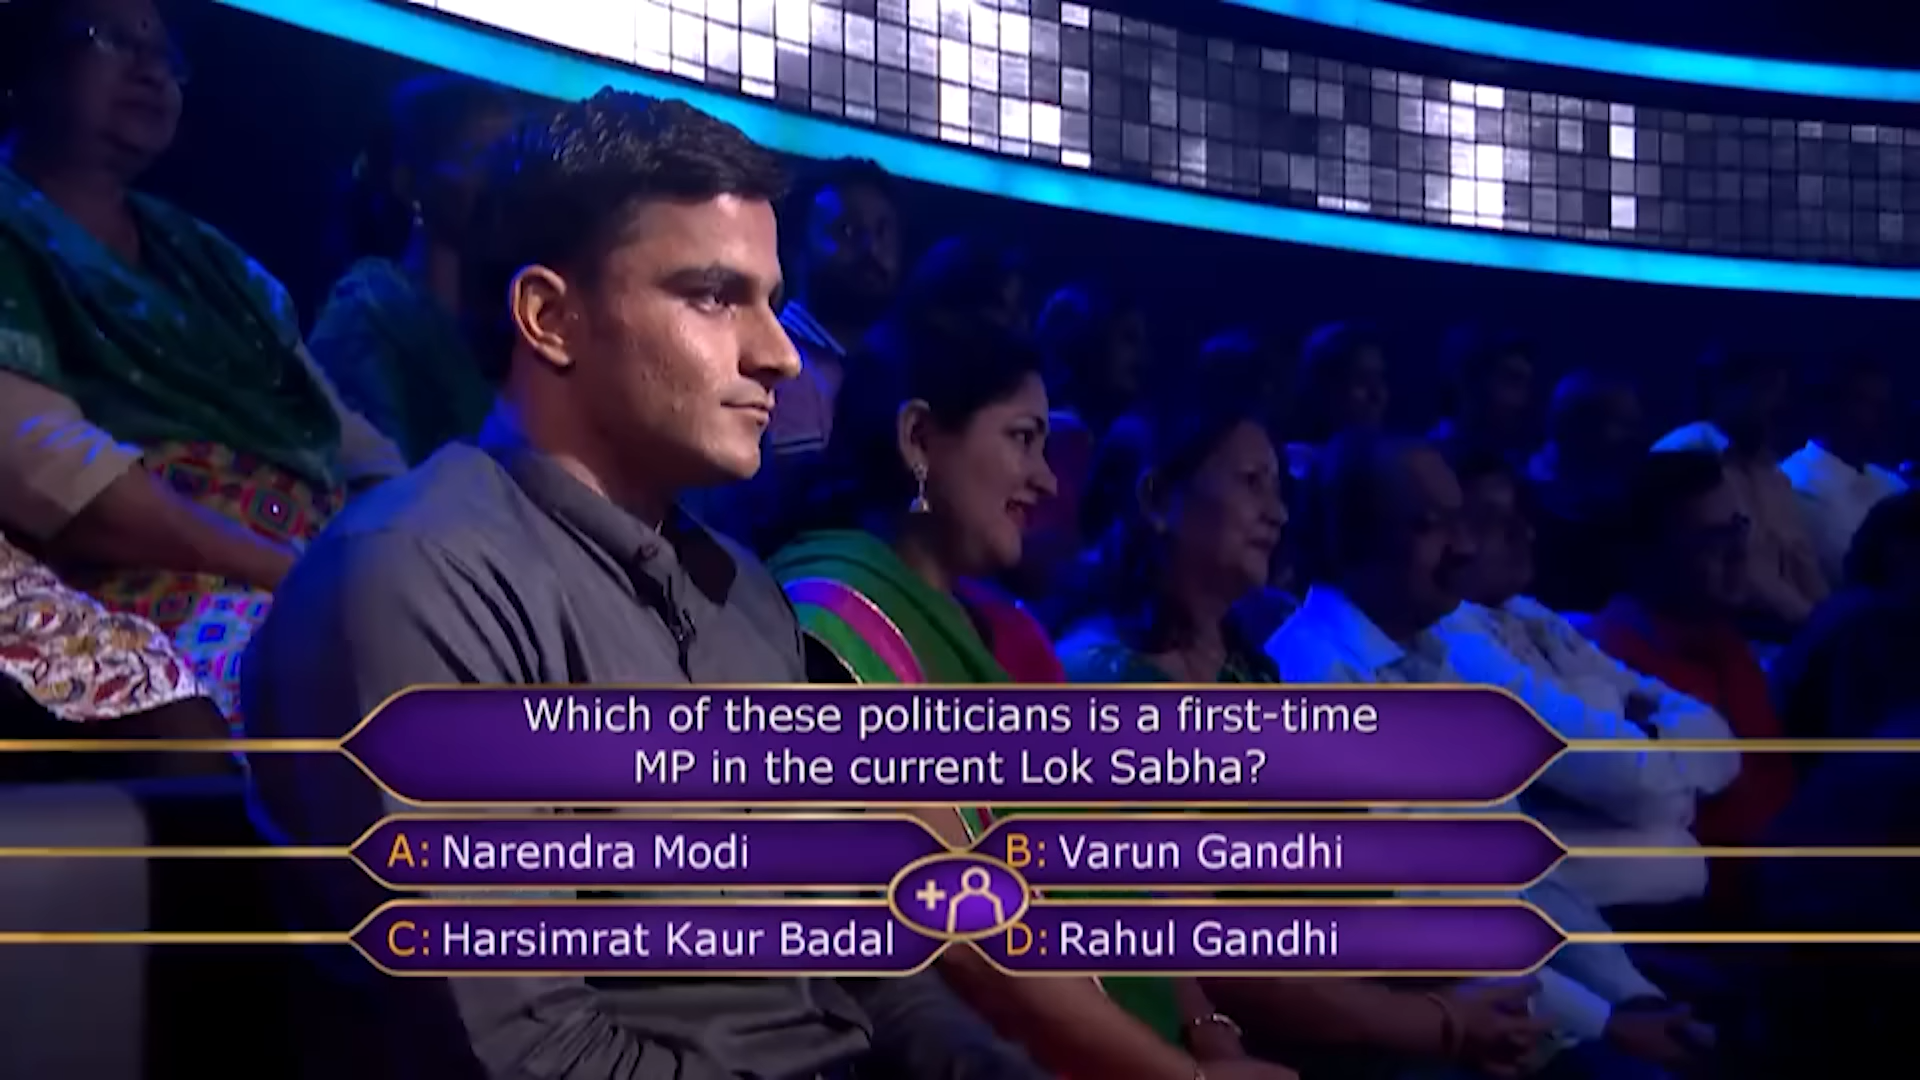 Which of these politicians is a first-time
MP in the current Lok Sabha?
A: Narendra Modi
B: Varun Gandhi
C: Harsimrat Kaur Badal
D: Rahul Gandhi